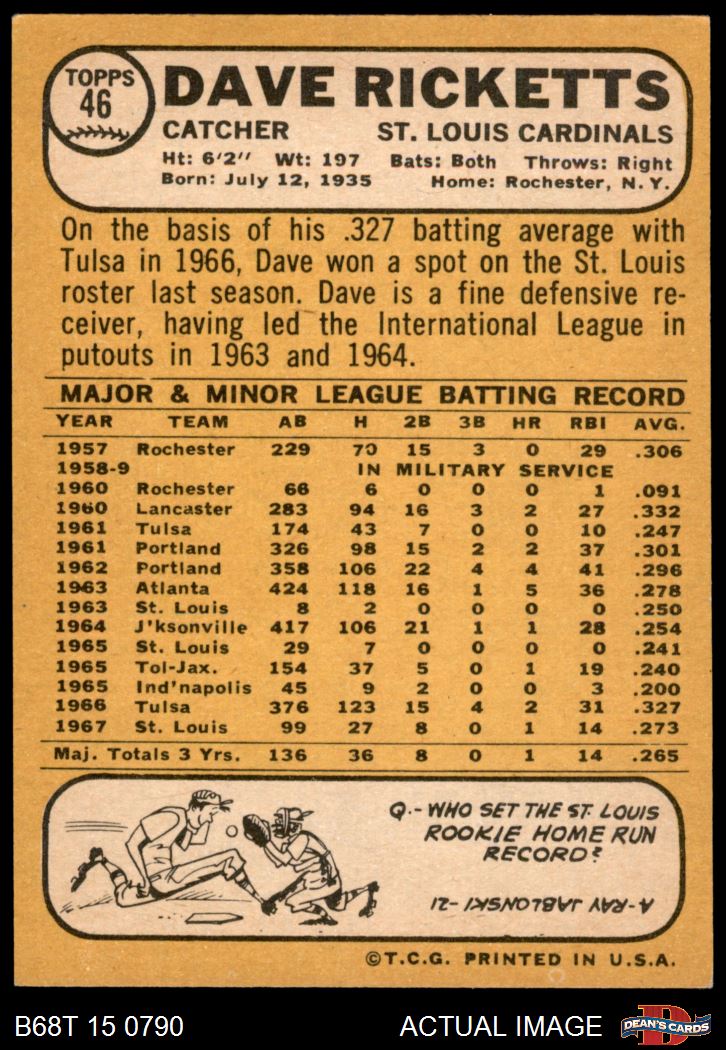 TOPPS
46
DAVE RICKETTS
CATCHER ST. LOUIS CARDINALS
Ht: 6'2" Wt: 197 Bats: Both Throws: Right
Born: July 12, 1935 Home: Rochester, N. Y.
On the basis of his .327 batting average with
Tulsa in 1966, Dave won a spot on the St. Louis
roster last season. Dave is a fine defensive re-
ceiver, having led the International League in
putouts in 1963 and 1964.
MAJOR & MINOR LEAGUE BATTING RECORD
YEAR TEAM AB H 2B 3B HR RBI AVG.
1957 Rochester 229 70 15 3 0 29 .306
1958-9 IN MILITARY SERVICE
1960 Rochester 66 6 0 0 0 1 .091
1960 Lancaster 283 94 16 3 2 27 .332
1961 Tulsa 174 43 7 0 0 10 .247
1961 Portland 326 98 15 2 2 37 .301
1962 Portland 358 106 22 4 4 41 .296
1963 Atlanta 424 118 16 1 5 36 .278
1963 St. Louis 8 2 0 0 0 0 .250
1964 J'ksonville 417 106 21 1 1 28 .254
1965 St. Louis 29 7 0 0 0 0 .241
1965 Tol-Jax. 154 37 5 0 1 19 .240
1965 Ind'napolis 45 9 2 0 0 3 .200
1966 Tulsa 376 123 15 4 2 31 .327
1967 St. Louis 99 27 8 0 1 14 .273
Maj. Totals 3 Yrs. 136 36 8 0 1 14 .265
Q.- WHO SET THE ST. LOUIS
ROOKIE HOME RUN
RECORD?
A- RAY JABLONSKI - 21
©T.C.G. PRINTED IN U.S.A.
B68T 15 0790 ACTUAL IMAGE
D
DEAN'S CARDS